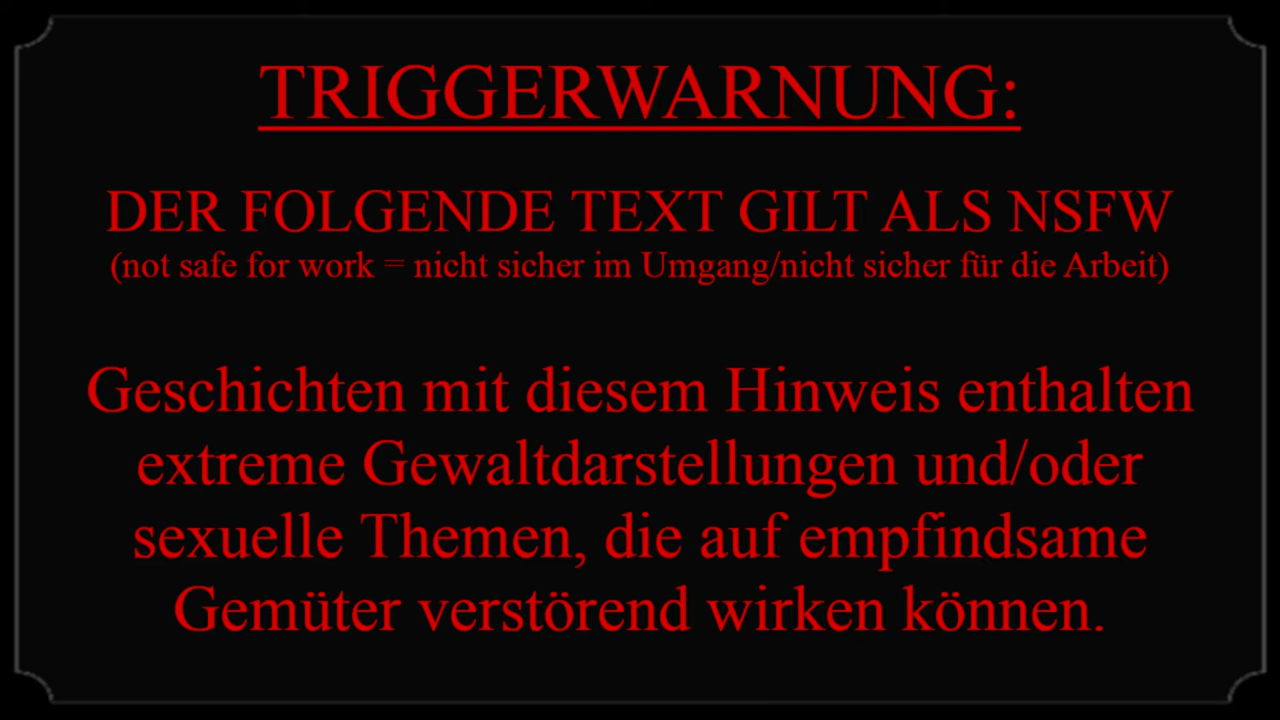 TRIGGERWARNUNG:
DER FOLGENDE TEXT GILT ALS NSFW
(not safe for work = nicht sicher im Umgang/nicht sicher für die Arbeit)
Geschichten mit diesem Hinweis enthalten
extreme Gewaltdarstellungen und/oder
sexuelle Themen, die auf empfindsame
Gemüter verstörend wirken können.